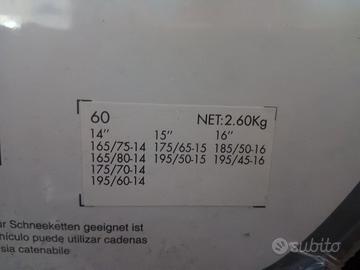 60 NET:2.60Kg
14” 15” 16”
165/75-14 175/65-15 185/50-16
165/80-14 195/50-15 195/45-16
175/70-14
195/60-14
ür Schneeketten geeignet ist
nículo puede utilizar cadenas
sia catenabile
subito